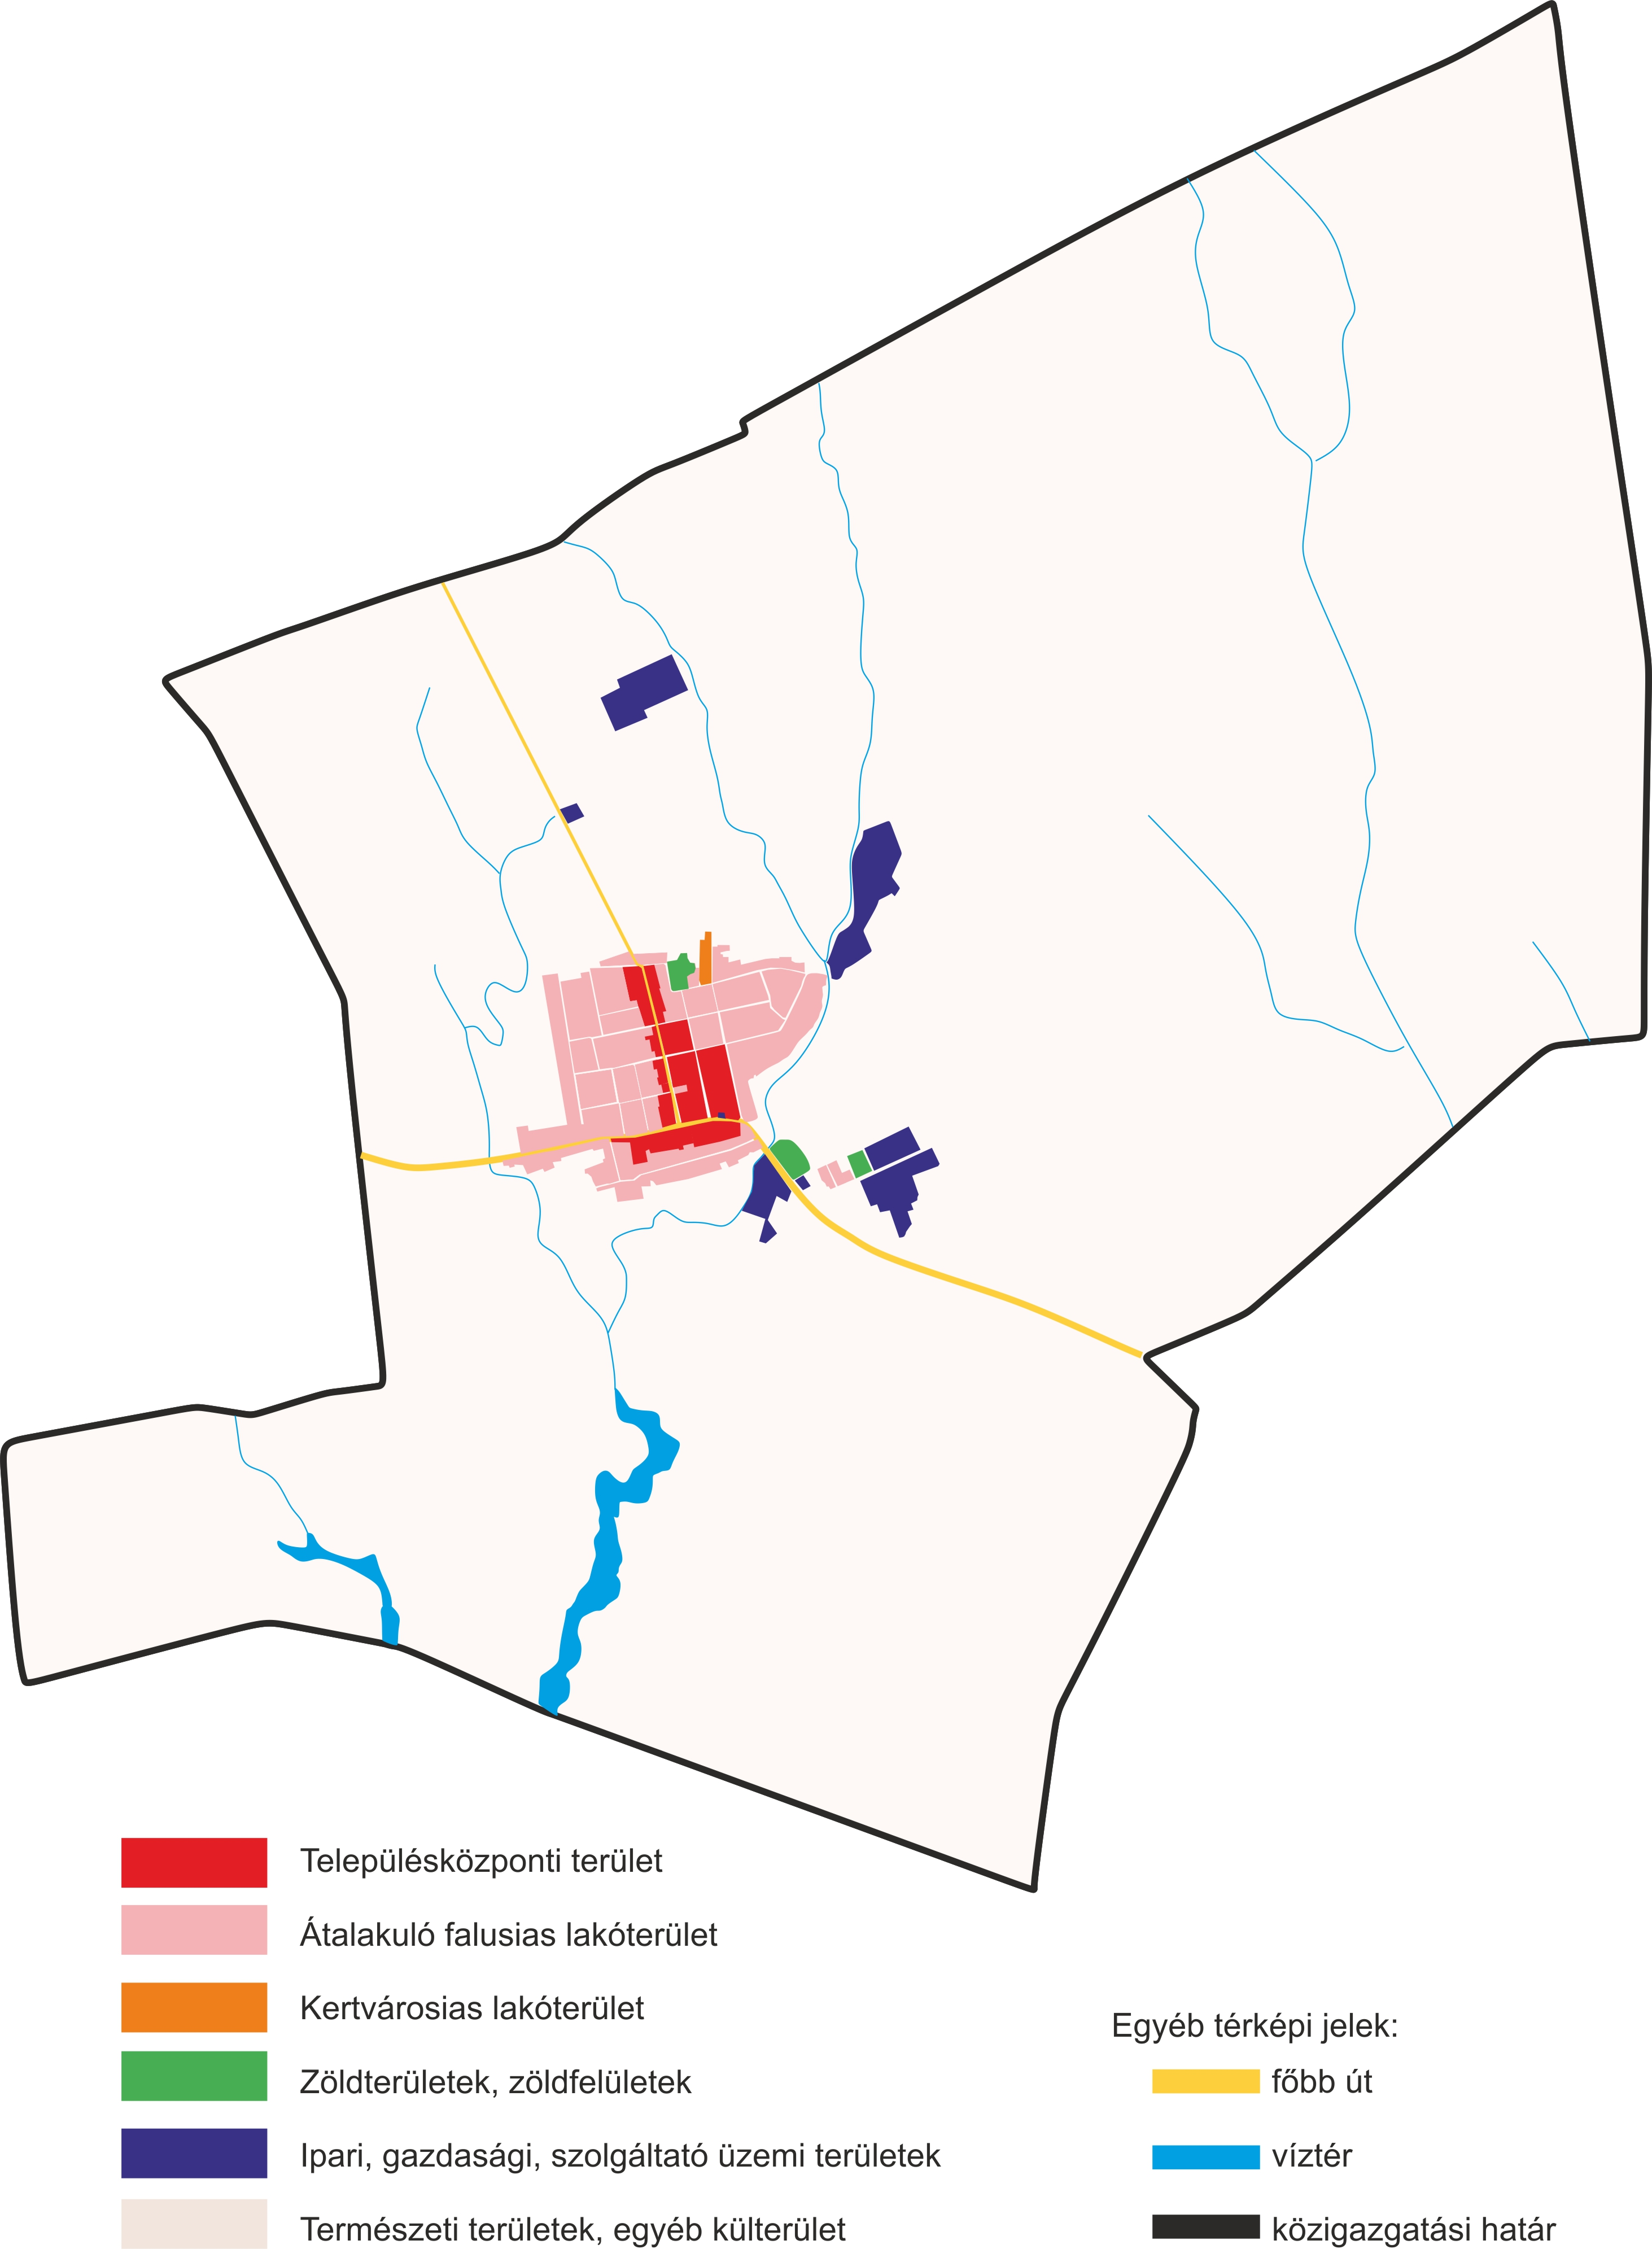 Településközponti terület
Átalakuló falusias lakóterület
Kertvárosias lakóterület
Zöldterületek, zöldfelületek
Ipari, gazdasági, szolgáltató üzemi területek
Természeti területek, egyéb külterület
Egyéb térképi jelek:
főbb út
víztér
közigazgatási határ